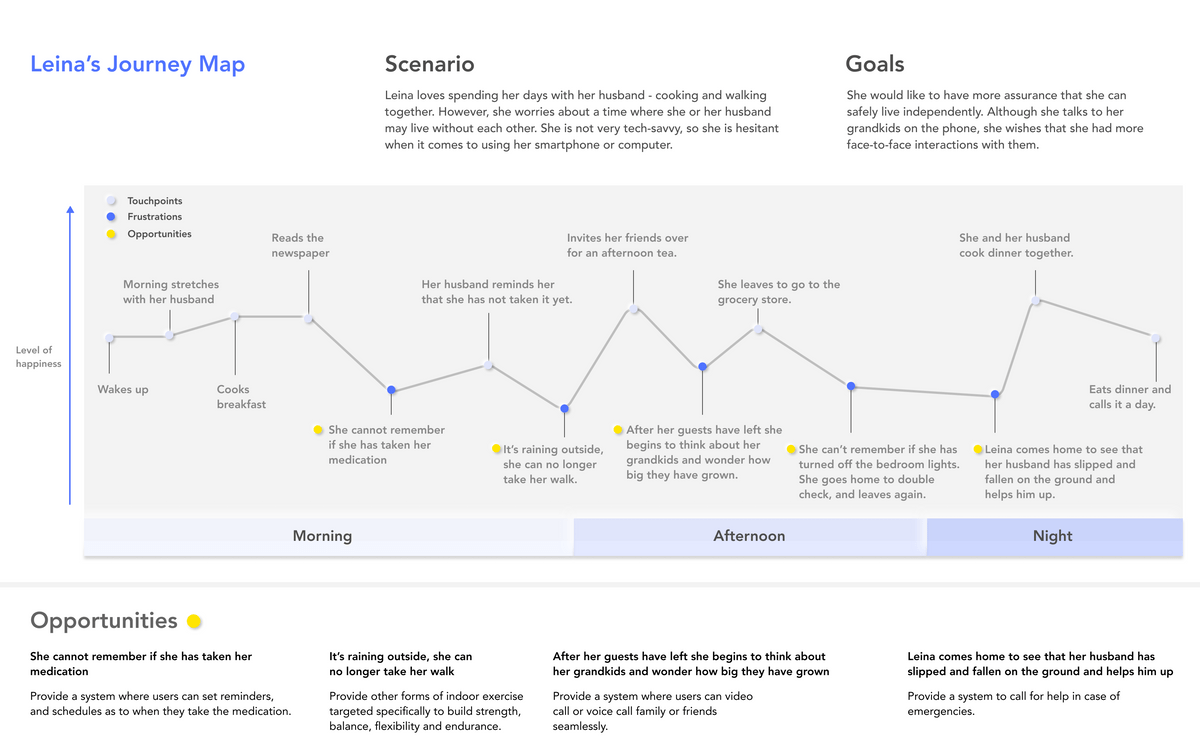 Leina's Journey Map
Scenario
Leina loves spending her days with her husband - cooking and walking
together. However, she worries about a time where she or her husband
may live without each other. She is not very tech-savvy, so she is hesitant
when it comes to using her smartphone or computer.
Goals
She would like to have more assurance that she can
safely live independently. Although she talks to her
grandkids on the phone, she wishes that she had more
face-to-face interactions with them.
Touchpoints
Frustrations
Opportunities
Level of
happiness
Wakes up
Morning stretches
with her husband
Cooks
breakfast
Reads the
newspaper
She cannot remember
if she has taken her
medication
Her husband reminds her
that she has not taken it yet.
It's raining outside,
she can no longer
take her walk.
Invites her friends over
for an afternoon tea.
After her guests have left she
begins to think about her
grandkids and wonder how
big they have grown.
She leaves to go to the
grocery store.
She can't remember if she has
turned off the bedroom lights.
She goes home to double
check, and leaves again.
Leina comes home to see that
her husband has slipped and
fallen on the ground and
helps him up.
She and her husband
cook dinner together.
Eats dinner and
calls it a day.
Morning
Afternoon
Night
Opportunities
She cannot remember if she has taken her
medication
Provide a system where users can set reminders,
and schedules as to when they take the medication.
It's raining outside, she can
no longer take her walk
Provide other forms of indoor exercise
targeted specifically to build strength,
balance, flexibility and endurance.
After her guests have left she begins to think about
her grandkids and wonder how big they have grown
Provide a system where users can video
call or voice call family or friends
seamlessly.
Leina comes home to see that her husband has
slipped and fallen on the ground and helps him up
Provide a system to call for help in case of
emergencies.